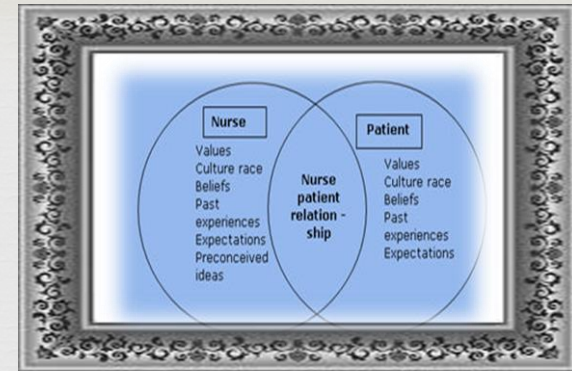 Nurse
Values
Culture race
Beliefs
Past
experiences
Expectations
Preconceived
ideas
Nurse
patient
relation -
ship
Patient
Values
Culture race
Beliefs
Past
experiences
Expectations